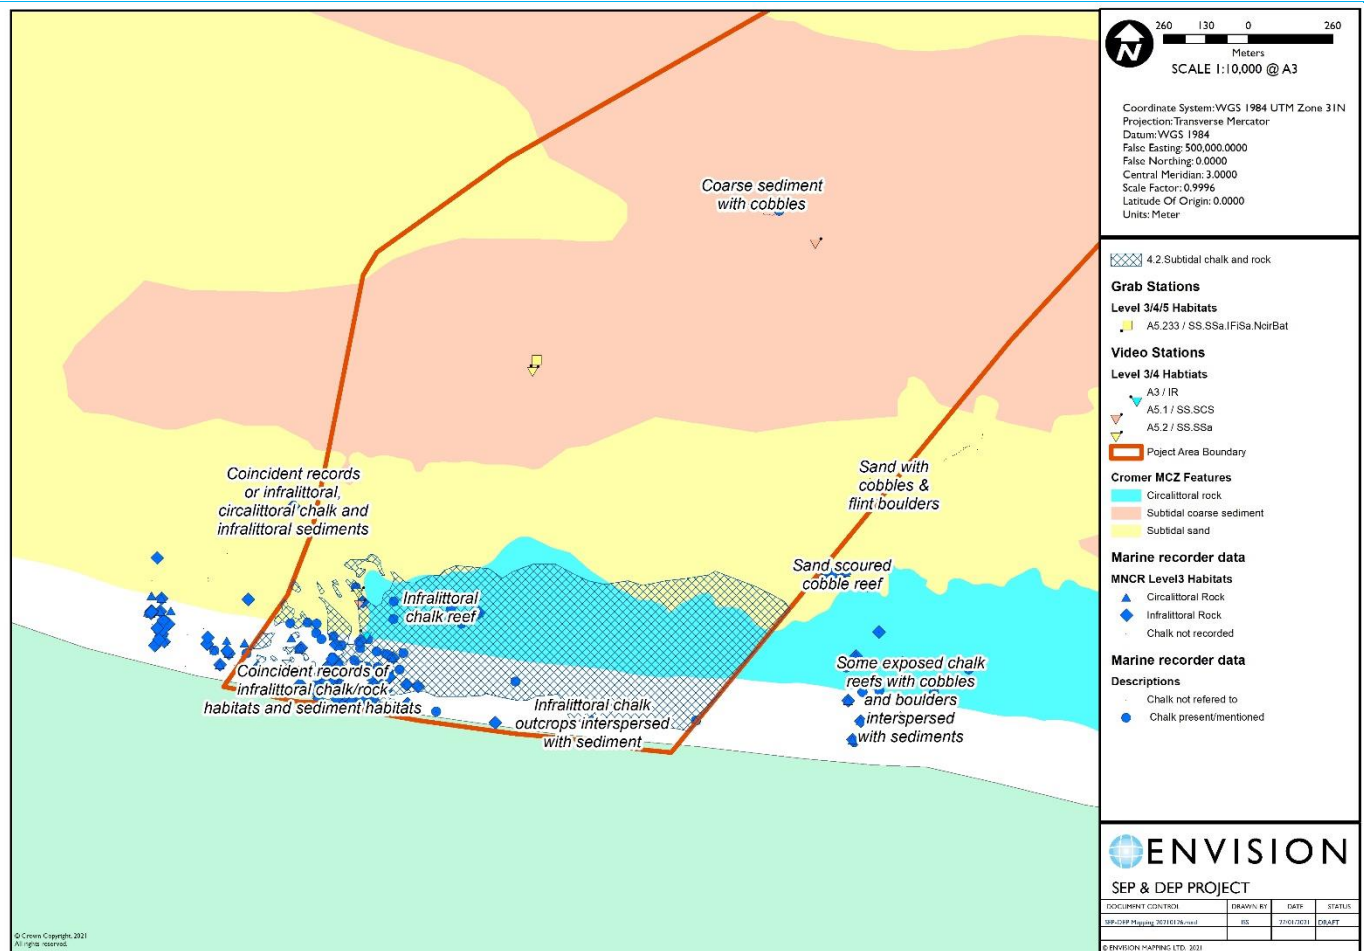 Coarse sediment
with cobbles
Coincident records
or infralittoral,
circalittoral chalk and
infralittoral sediments
Sand with
cobbles &
flint boulders
Sand scoured
cobble reef
Infralittoral
chalk reef
Coincident records of
infralittoral chalk/rock
habitats and sediment habitats
Infralittoral chalk
outcrops interspersed
with sediment
Some exposed chalk
reefs with cobbles
and boulders
interspersed
with sediments
© Crown Copyright, 2021
All rights reserved.
N
260 130 0 260
Meters
SCALE 1:10,000 @ A3
Coordinate System: WGS 1984 UTM Zone 31N
Projection: Transverse Mercator
Datum: WGS 1984
False Easting: 500,000.0000
False Northing: 0.0000
Central Meridian: 3.0000
Scale Factor: 0.9996
Latitude Of Origin: 0.0000
Units: Meter
4.2.Subtidal chalk and rock
Grab Stations
Level 3/4/5 Habitats
A5.233 / SS.SSa.IFiSa.NcirBat
Video Stations
Level 3/4 Habtiats
A3 / IR
A5.1 / SS.SCS
A5.2 / SS.SSa
Poject Area Boundary
Cromer MCZ Features
Circalittoral rock
Subtidal coarse sediment
Subtidal sand
Marine recorder data
MNCR Level3 Habitats
Circalittoral Rock
Infralittoral Rock
Chalk not recorded
Marine recorder data
Descriptions
Chalk not refered to
Chalk present/mentioned
ENVISION
SEP & DEP PROJECT
DOCUMENT CONTROL DRAWN BY DATE STATUS
SEP-DEP Mapping 20210126.mxd DRAFT
© ENVISION MAPPING LTD, 2021